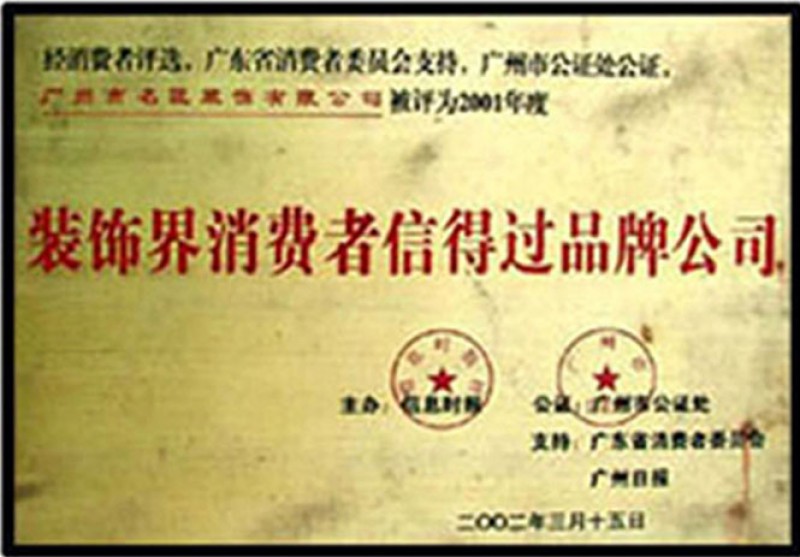 经消费者评选，广东省消费者委员会支持，广州市公证处公证，
广州市名匠装饰有限公司 被评为2001年度
装饰界消费者信得过品牌公司
主办：信息时报 公证：广州市公证处
支持：广东省消费者委员会
广州日报
二〇〇二年三月十五日